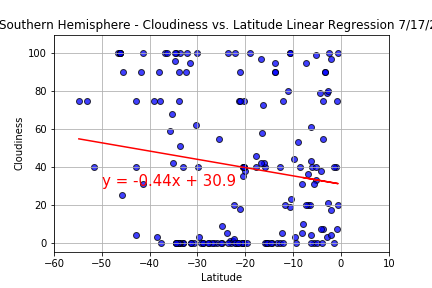 Southern Hemisphere - Cloudiness vs. Latitude Linear Regression 7/17/2
100
80
60
40
20
0
Cloudiness
y = -0.44x + 30.9
−60 −50 −40 −30 −20 −10 0 10
Latitude